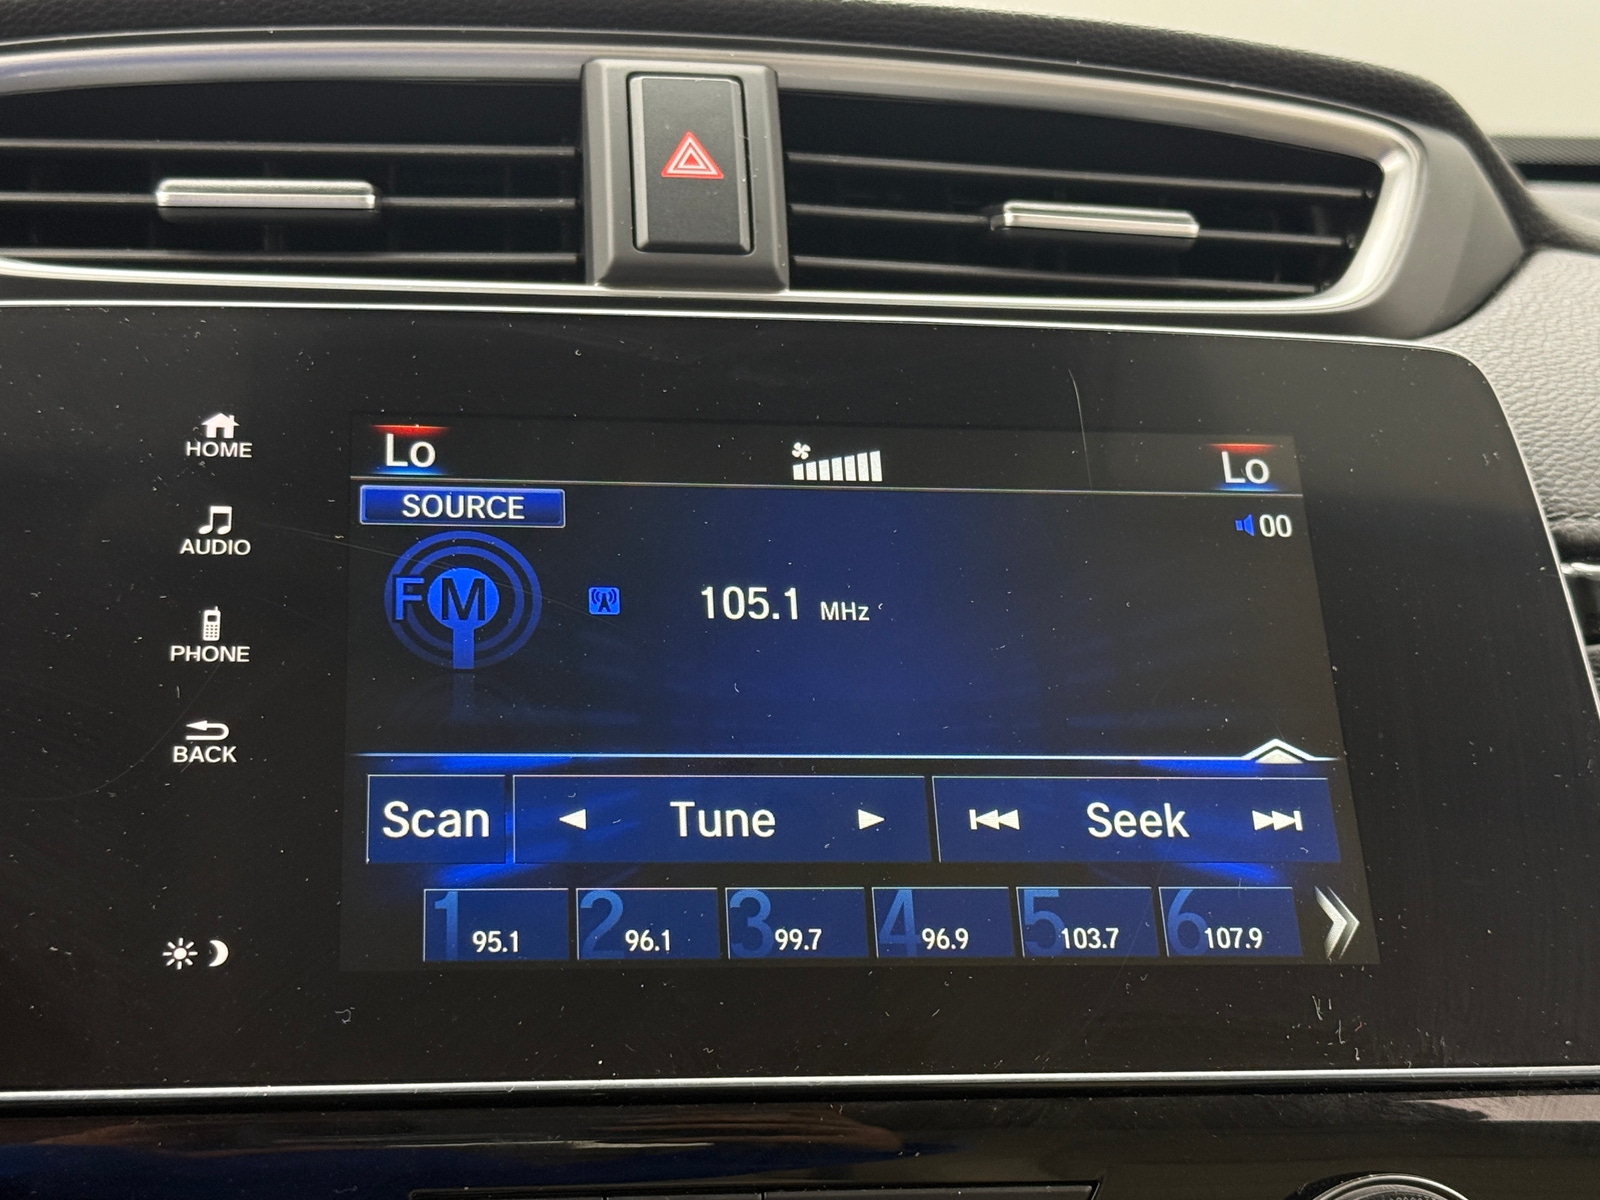 HOME
AUDIO
PHONE
BACK
Lo Lo
SOURCE
00
FM
105.1 MHz
Scan Tune Seek
1 95.1 2 96.1 3 99.7 4 96.9 5 103.7 6 107.9